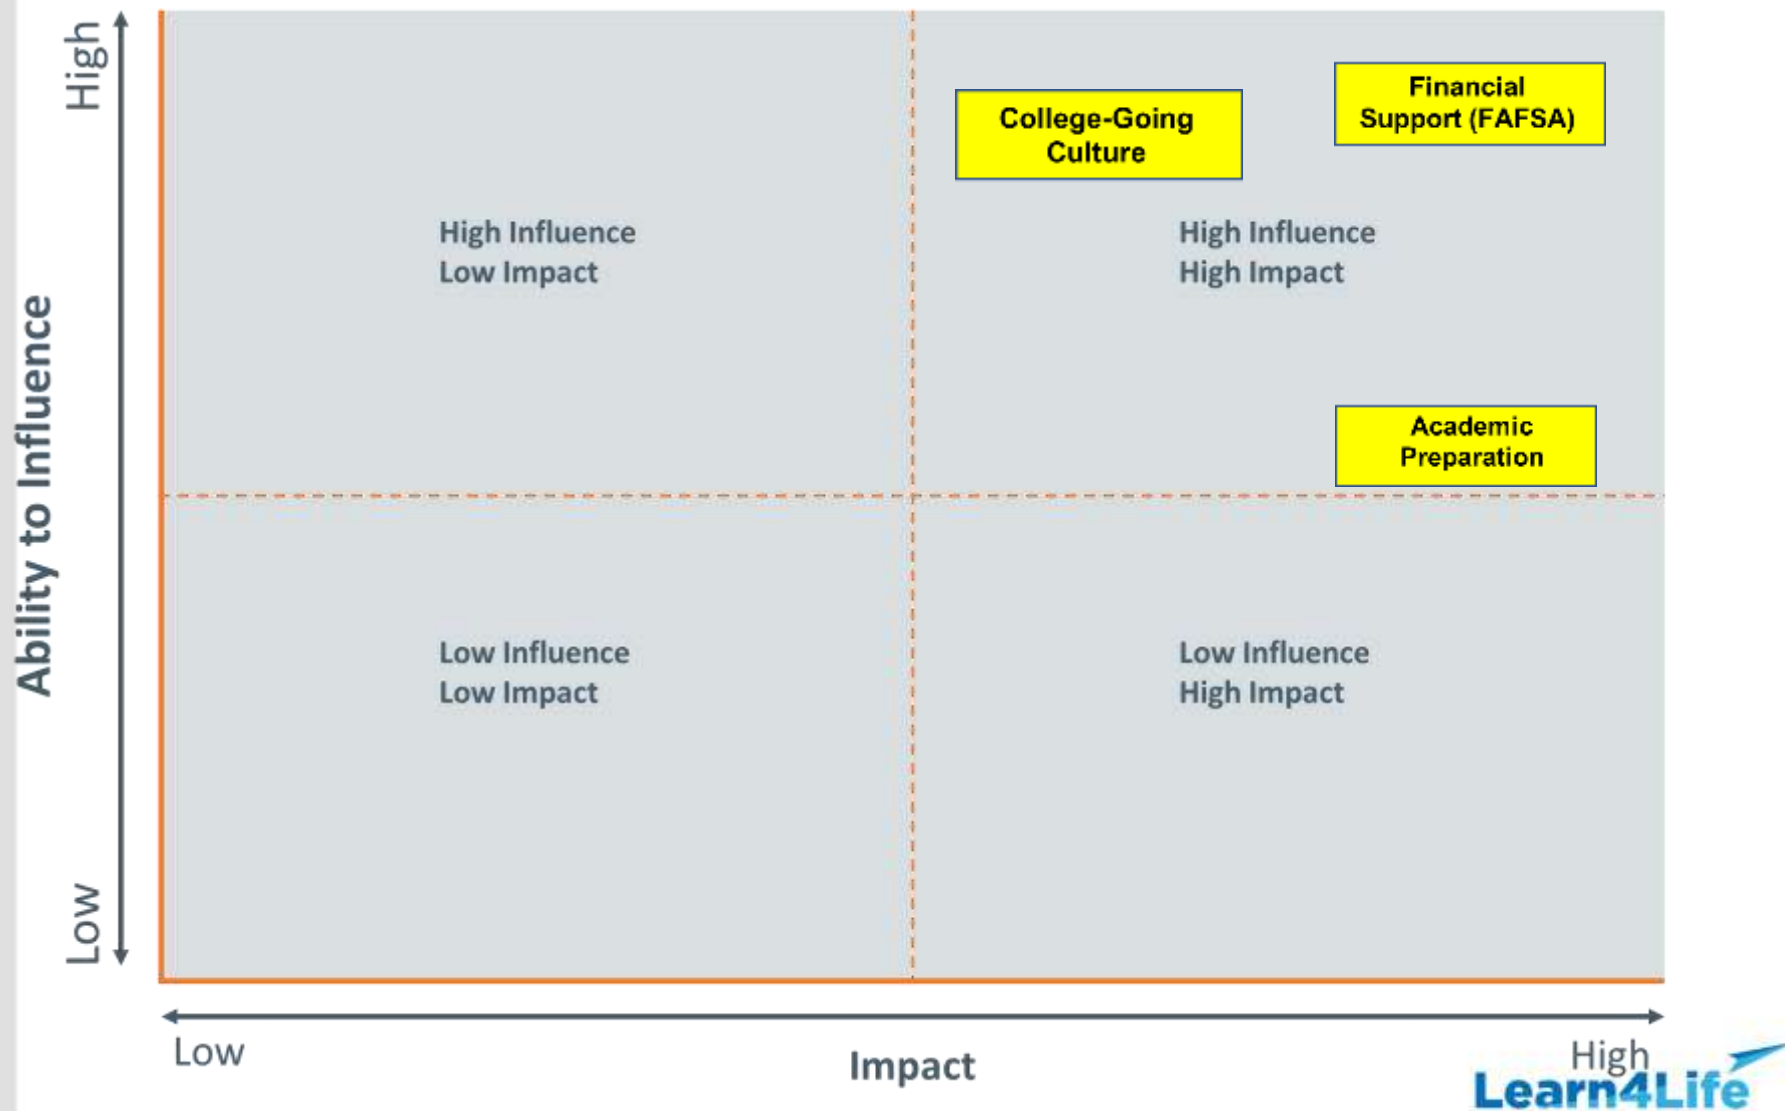 High
Ability to Influence
Low
College-Going
Culture
Financial
Support (FAFSA)
High Influence
Low Impact
High Influence
High Impact
Academic
Preparation
Low Influence
Low Impact
Low Influence
High Impact
Low
Impact
High
Learn4Life